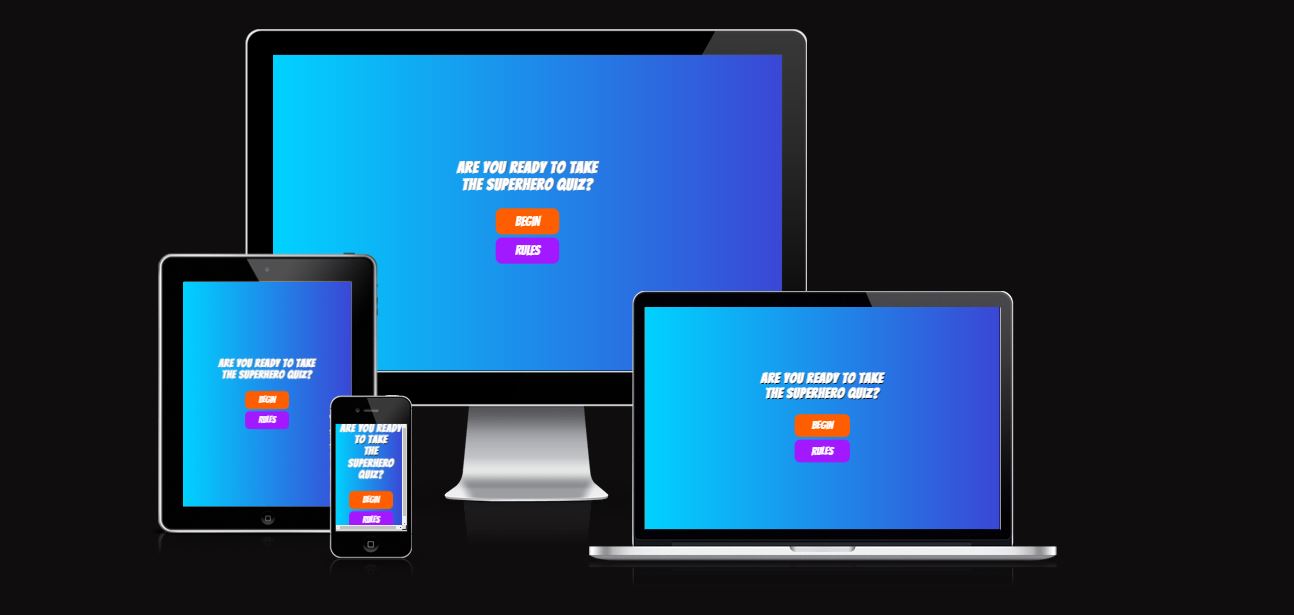 ARE YOU READY TO TAKE
THE SUPERHERO QUIZ?
BEGIN
RULES
ARE YOU READY TO TAKE
THE SUPERHERO QUIZ?
BEGIN
RULES
ARE YOU READY
TO TAKE
THE
SUPERHERO
QUIZ?
BEGIN
RULES
ARE YOU READY TO TAKE
THE SUPERHERO QUIZ?
BEGIN
RULES